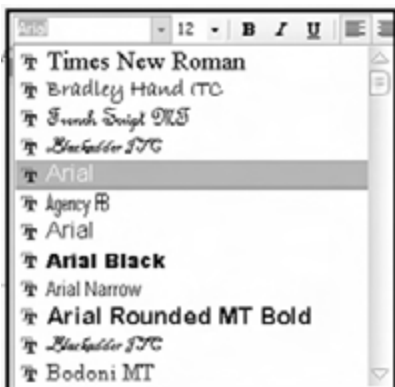 Arial 12 B I U
Times New Roman
Bradley Hand ITC
French Script MT
Blackadder ITC
Arial
Agency FB
Arial
Arial Black
Arial Narrow
Arial Rounded MT Bold
Blackadder ITC
Bodoni MT